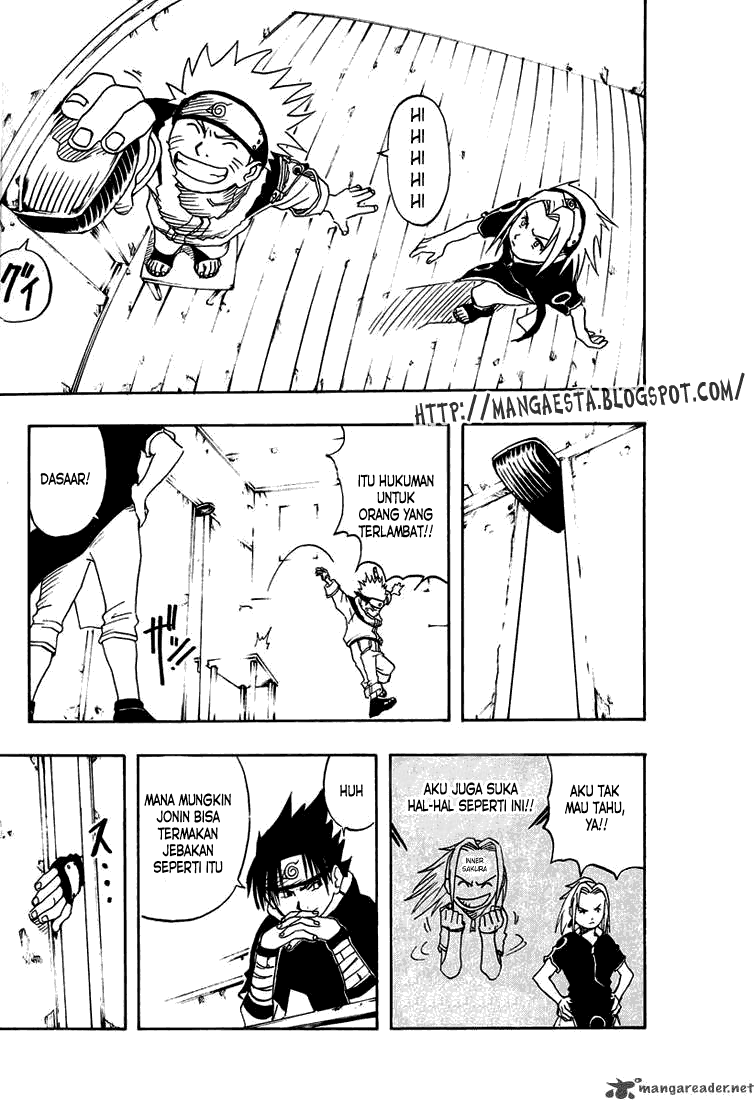 HI
HI
HI
HI
HI
グイ
HTTP://MANGAESTA.BLOGSPOT.COM/
ITU HUKUMAN
UNTUK
ORANG YANG
TERLAMBAT!!
DASAAR!
ザッ!
AKU TAK
MAU TAHU,
YA!!
AKU JUGA SUKA
HAL-HAL SEPERTI INI!!
INNER
SAKURA
HUH
MANA MUNGKIN
JONIN BISA
TERMAKAN
JEBAKAN
SEPERTI ITU
ス…
mangareader.net